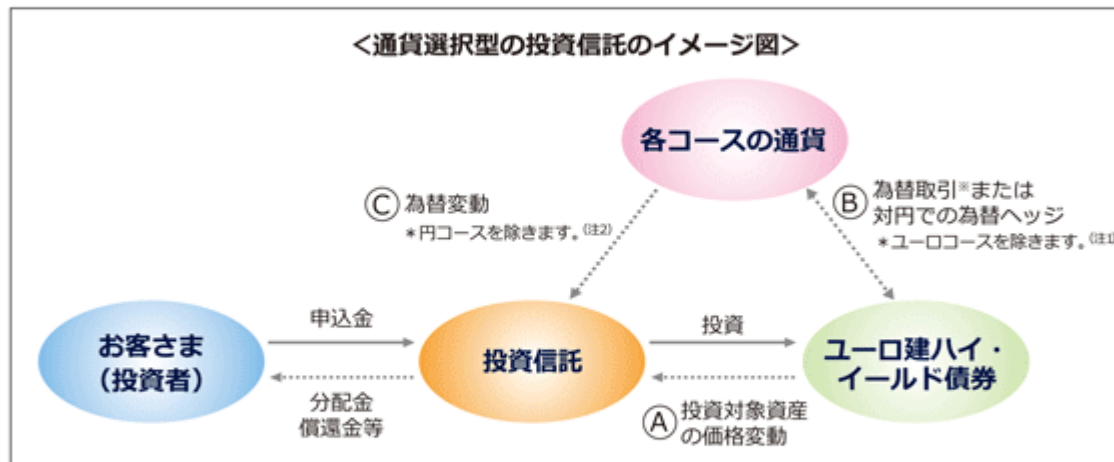 <通貨選択型の投資信託のイメージ図>
各コースの通貨
Ⓒ 為替変動
＊円コースを除きます。(注2)
Ⓑ 為替取引※または
対円での為替ヘッジ
＊ユーロコースを除きます。(注1)
お客さま
（投資者）
申込金
分配金
償還金等
投資信託
投資
Ⓐ 投資対象資産
の価格変動
ユーロ建ハイ・
イールド債券